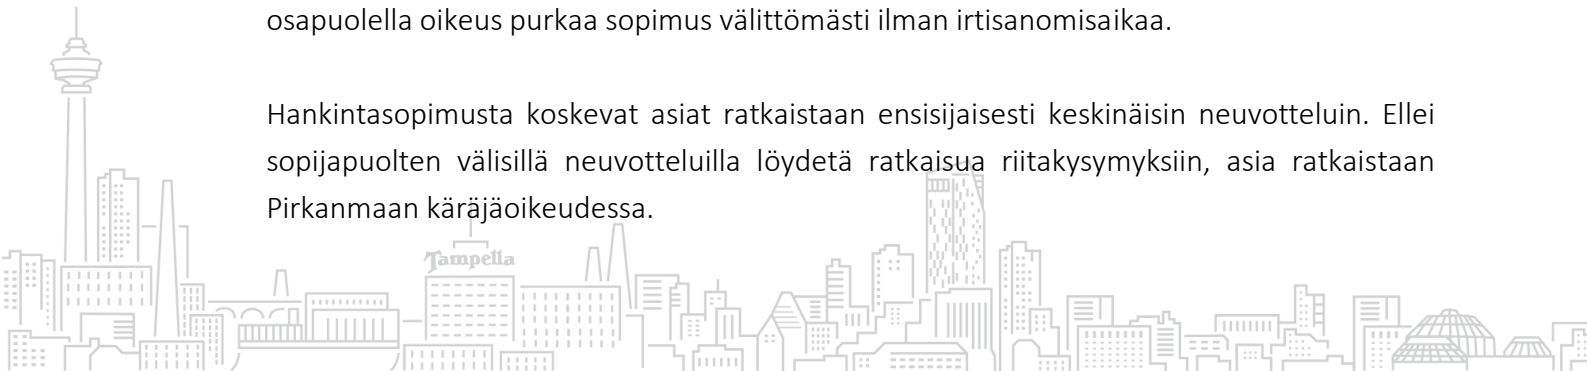 osapuolella oikeus purkaa sopimus välittömästi ilman irtisanomisaikaa.
Hankintasopimusta koskevat asiat ratkaistaan ensisijaisesti keskinäisin neuvotteluin. Ellei
sopijapuolten välisillä neuvotteluilla löydetä ratkaisua riitakysymyksiin, asia ratkaistaan
Pirkanmaan käräjäoikeudessa.
Tampella